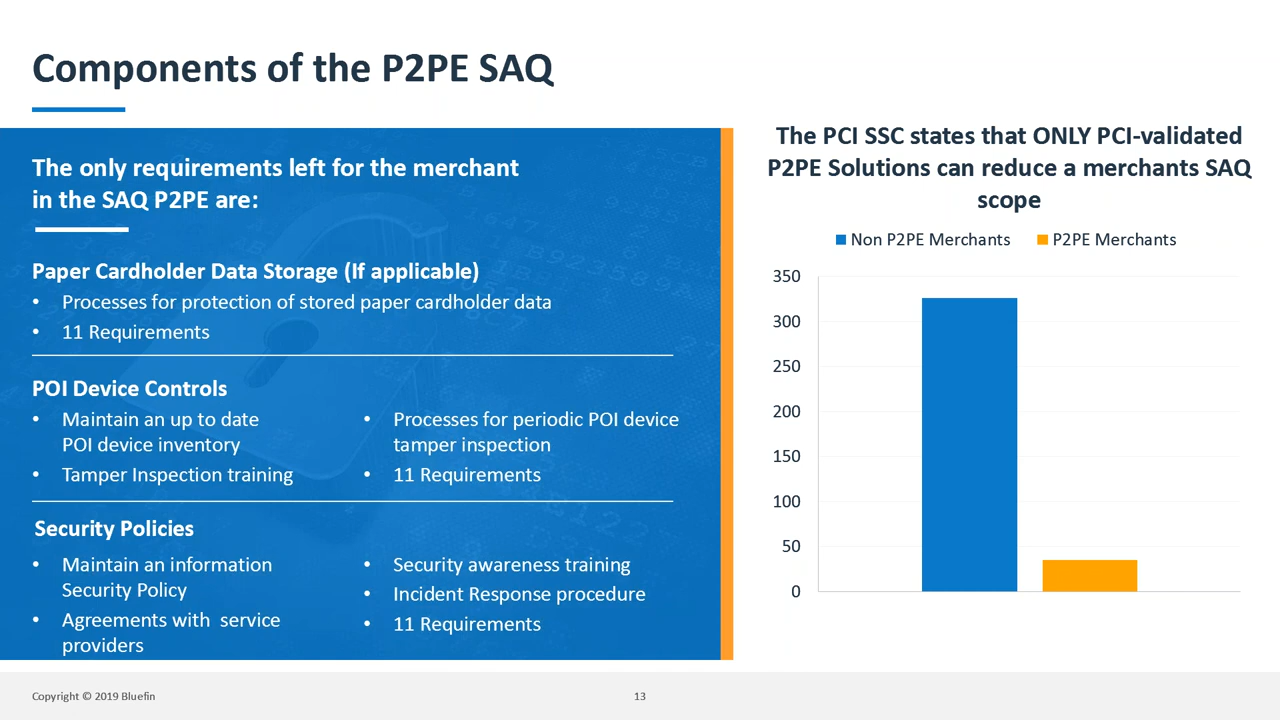 Components of the P2PE SAQ
The only requirements left for the merchant
in the SAQ P2PE are:
Paper Cardholder Data Storage (If applicable)
• Processes for protection of stored paper cardholder data
• 11 Requirements
POI Device Controls
• Maintain an up to date
POI device inventory
• Tamper Inspection training
• Processes for periodic POI device
tamper inspection
• 11 Requirements
Security Policies
• Maintain an information
Security Policy
• Agreements with  service
providers
• Security awareness training
• Incident Response procedure
• 11 Requirements
The PCI SSC states that ONLY PCI-validated
P2PE Solutions can reduce a merchants SAQ
scope
Non P2PE Merchants
P2PE Merchants
350
300
250
200
150
100
50
0
Copyright © 2019 Bluefin
13